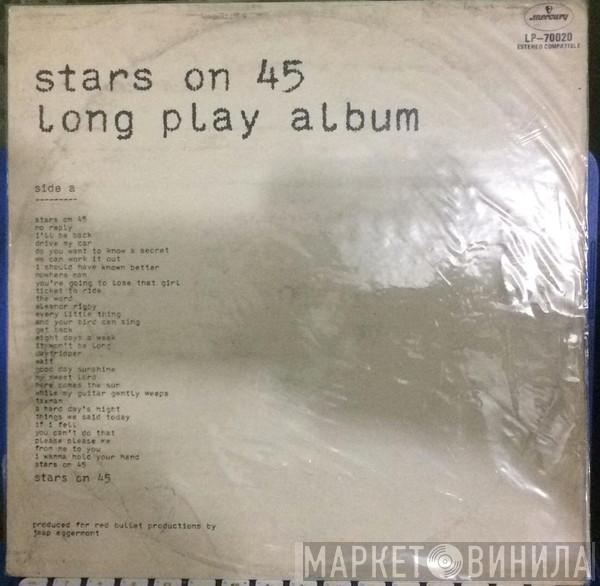 mercury
LP-70020
ESTEREO COMPATIBLE
stars on 45
long play album
side a
---------
stars on 45
no reply
i'll be back
drive my car
do you want to know a secret
we can work it out
i should have known better
nowhere man
you're going to lose that girl
ticket to ride
the word
eleanor rigby
every little thing
and your bird can sing
get back
eight days a week
it won't be long
daytripper
wait
good day sunshine
my sweet lord
here comes the sun
while my guitar gently weeps
taxman
a hard day's night
things we said today
if i fell
you can't do that
please please me
from me to you
i wanna hold your hand
stars on 45
stars on 45
produced for red bullet productions by
jaap eggermont
МАРКЕТ ВИНИЛА